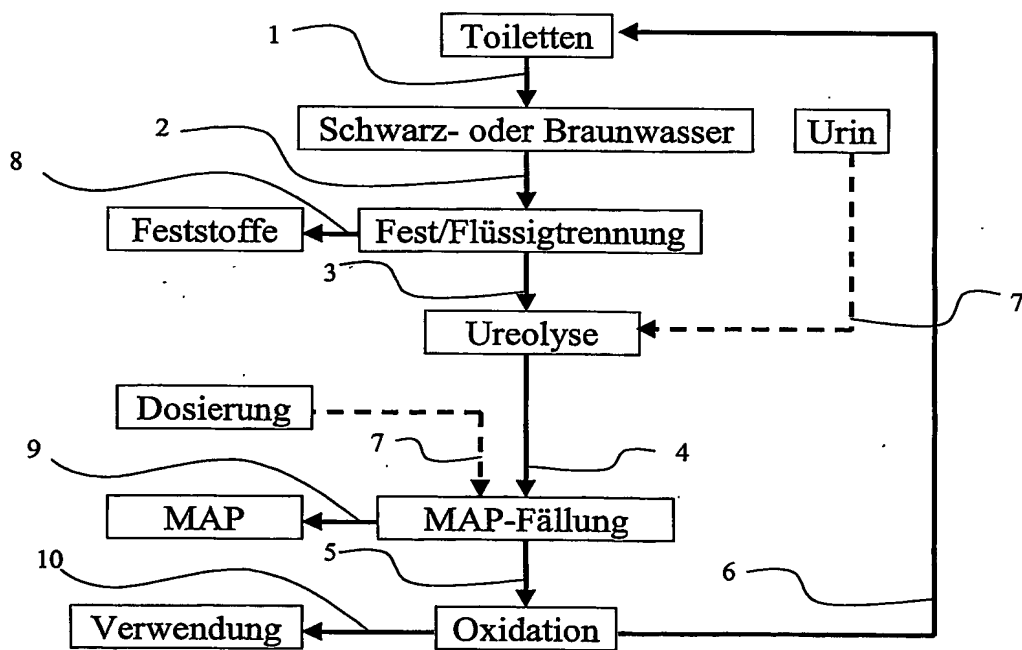 1
Toiletten
2
Schwarz- oder Braunwasser
Urin
8
Feststoffe
Fest/Flüssigtrennung
3
7
Ureolyse
Dosierung
9
7
4
MAP
MAP-Fällung
5
10
6
Verwendung
Oxidation